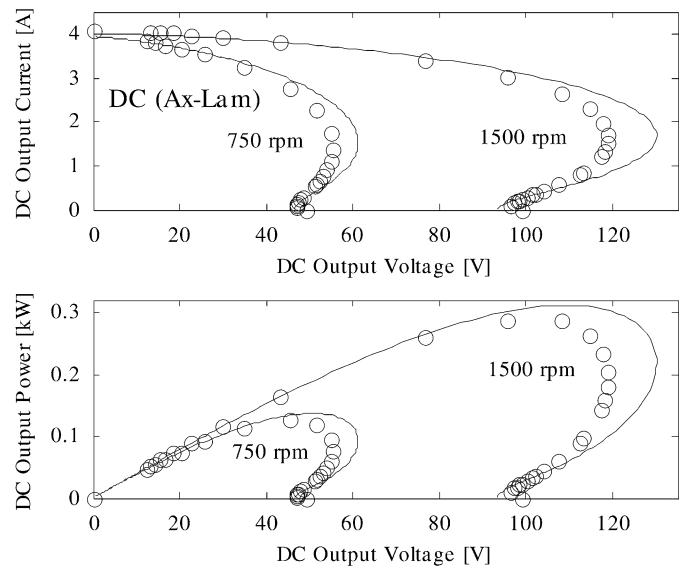 DC Output Current [A]
4
3
2
1
0
DC (Ax-Lam)
750 rpm
1500 rpm
0
20
40
60
80
100
120
DC Output Voltage [V]
DC Output Power [kW]
0.3
0.2
0.1
0
1500 rpm
750 rpm
0
20
40
60
80
100
120
DC Output Voltage [V]